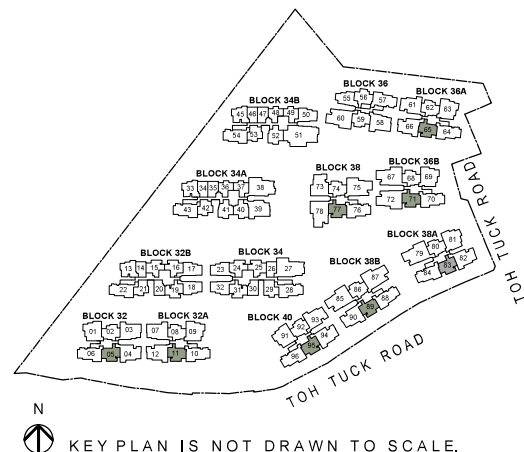 BLOCK 36
BLOCK 36A
55 56 57
61 62 63
60 59 58
66 65 64
BLOCK 34B
45 46 47 48 49 50
54 53 52 51
BLOCK 34A
33 34 35 36 37 38
43 42 41 40 39
BLOCK 38
73 74 75
78 77 76
BLOCK 36B
67 68 69
72 71 70
TOH TUCK ROAD
BLOCK 38A
79 80 81
84 83 82
BLOCK 32B
13 14 15 16 17
22 21 20 19 18
BLOCK 34
23 24 25 26 27
32 31 30 29 28
BLOCK 38B
85 86 87
90 89 88
BLOCK 32
01 02 03
06 05 04
BLOCK 32A
07 08 09
12 11 10
BLOCK 40
91 92 93
96 95 94
TOH TUCK ROAD
N
KEY PLAN IS NOT DRAWN TO SCALE.